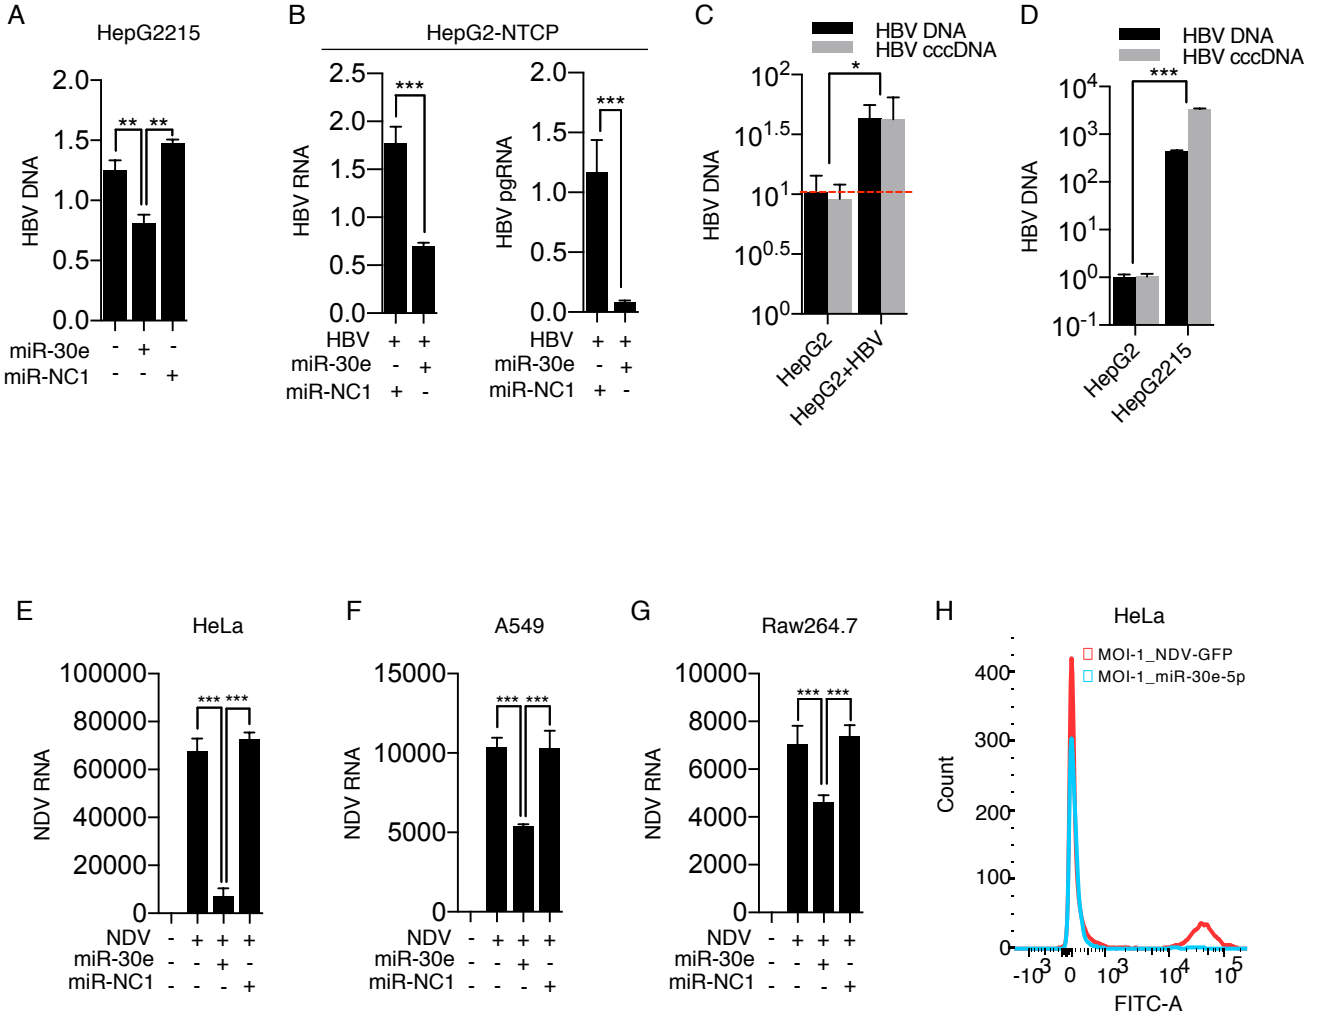 A
HepG2215
HBV DNA
2.0
1.5
1.0
0.5
0.0
** **
miR-30e - + -
miR-NC1 - - +
B
HepG2-NTCP
HBV RNA
2.5
2.0
1.5
1.0
0.5
0.0
***
HBV + +
miR-30e - +
miR-NC1 + -
HBV pgRNA
2.0
1.5
1.0
0.5
0.0
***
HBV + +
miR-30e - +
miR-NC1 + -
C
HBV DNA
HBV cccDNA
HBV DNA
10^2
10^1.5
10^1
10^0.5
10^0
*
HepG2
HepG2+HBV
D
HBV DNA
HBV cccDNA
HBV DNA
10^4
10^3
10^2
10^1
10^0
10^-1
***
HepG2
HepG2215
E
HeLa
NDV RNA
100000
80000
60000
40000
20000
0
*** ***
NDV - + + +
miR-30e - - + -
miR-NC1 - - - +
F
A549
NDV RNA
15000
10000
5000
0
*** ***
NDV - + + +
miR-30e - - + -
miR-NC1 - - - +
G
Raw264.7
NDV RNA
10000
8000
6000
4000
2000
0
*** ***
NDV - + + +
miR-30e - - + -
miR-NC1 - - - +
H
HeLa
MOI-1_NDV-GFP
MOI-1_miR-30e-5p
Count
400
300
200
100
0
-10^3 0 10^3 10^4 10^5
FITC-A